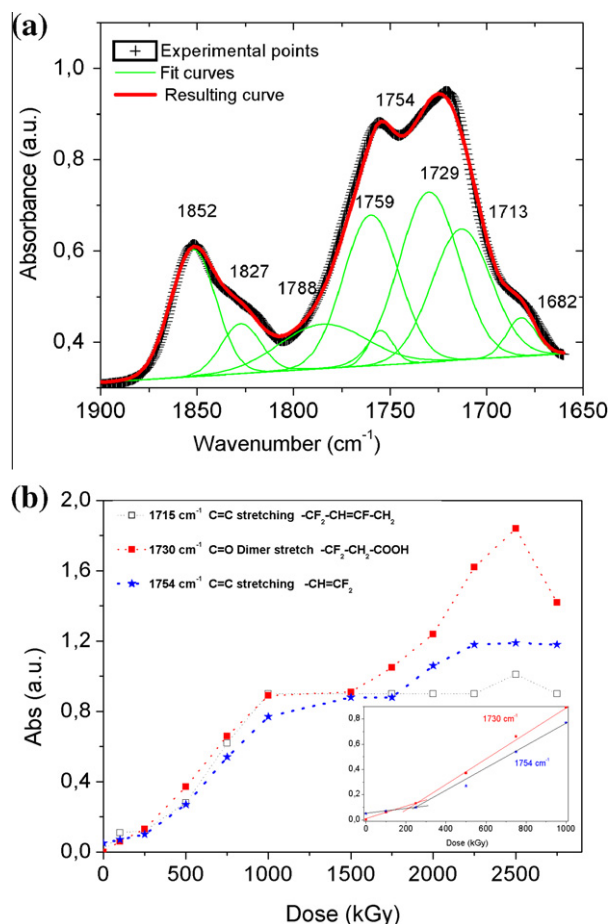 (a)
Experimental points
Fit curves
Resulting curve
1,0
0,8
0,6
0,4
Absorbance (a.u.)
1852
1827
1788
1759
1754
1729
1713
1682
1900 1850 1800 1750 1700 1650
Wavenumber (cm⁻¹)
(b)
2,0
1,6
1,2
0,8
0,4
0,0
Abs (a.u.)
1715 cm⁻¹ C=C stretching -CF₂-CH=CF-CH₂
1730 cm⁻¹ C=O Dimer stretch -CF₂-CH₂-COOH
1754 cm⁻¹ C=C stretching -CH=CF₂
0,8
0,6
0,4
0,2
0,0
1730 cm⁻¹
1754 cm⁻¹
0 200 400 600 800 1000
Dose (kGy)
0 500 1000 1500 2000 2500
Dose (kGy)